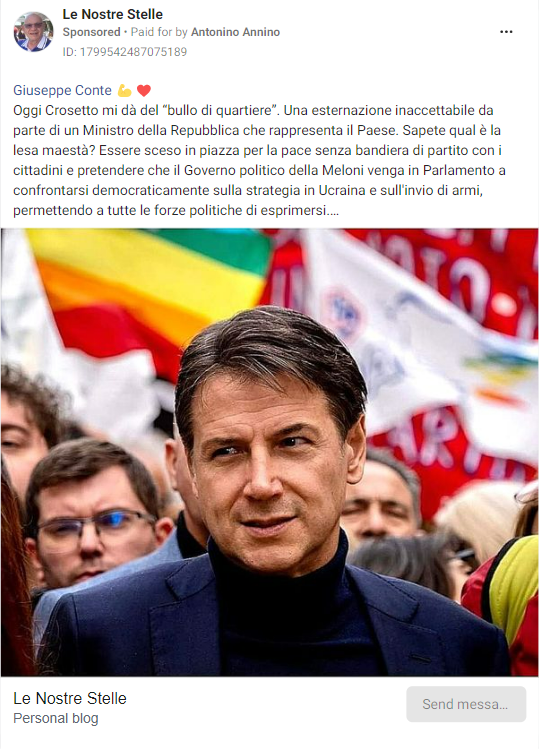 Le Nostre Stelle
Sponsored • Paid for by Antonino Annino
ID: 1799542487075189
Giuseppe Conte 💪 ❤️
Oggi Crosetto mi dà del “bullo di quartiere”. Una esternazione inaccettabile da
parte di un Ministro della Repubblica che rappresenta il Paese. Sapete qual è la
lesa maestà? Essere sceso in piazza per la pace senza bandiera di partito con i
cittadini e pretendere che il Governo politico della Meloni venga in Parlamento a
confrontarsi democraticamente sulla strategia in Ucraina e sull'invio di armi,
permettendo a tutte le forze politiche di esprimersi....
Le Nostre Stelle
Personal blog
Send messa...